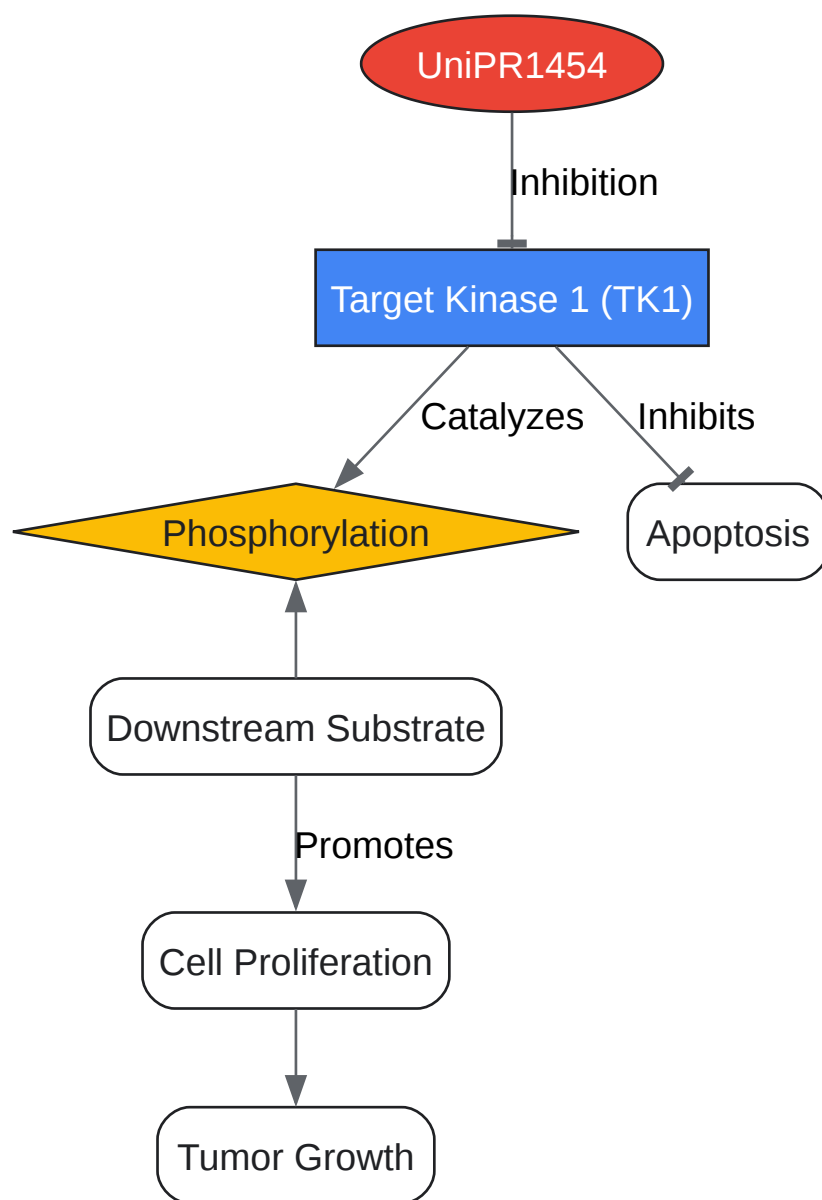 UniPR1454
Inhibition
Target Kinase 1 (TK1)
Catalyzes
Inhibits
Phosphorylation
Apoptosis
Downstream Substrate
Promotes
Cell Proliferation
Tumor Growth